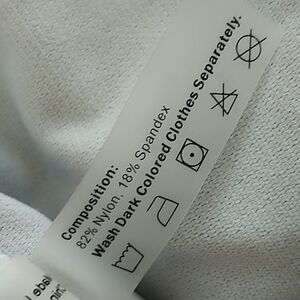 Composition:
82% Nylon, 18% Spandex
Wash Dark Colored Clothes Separately.